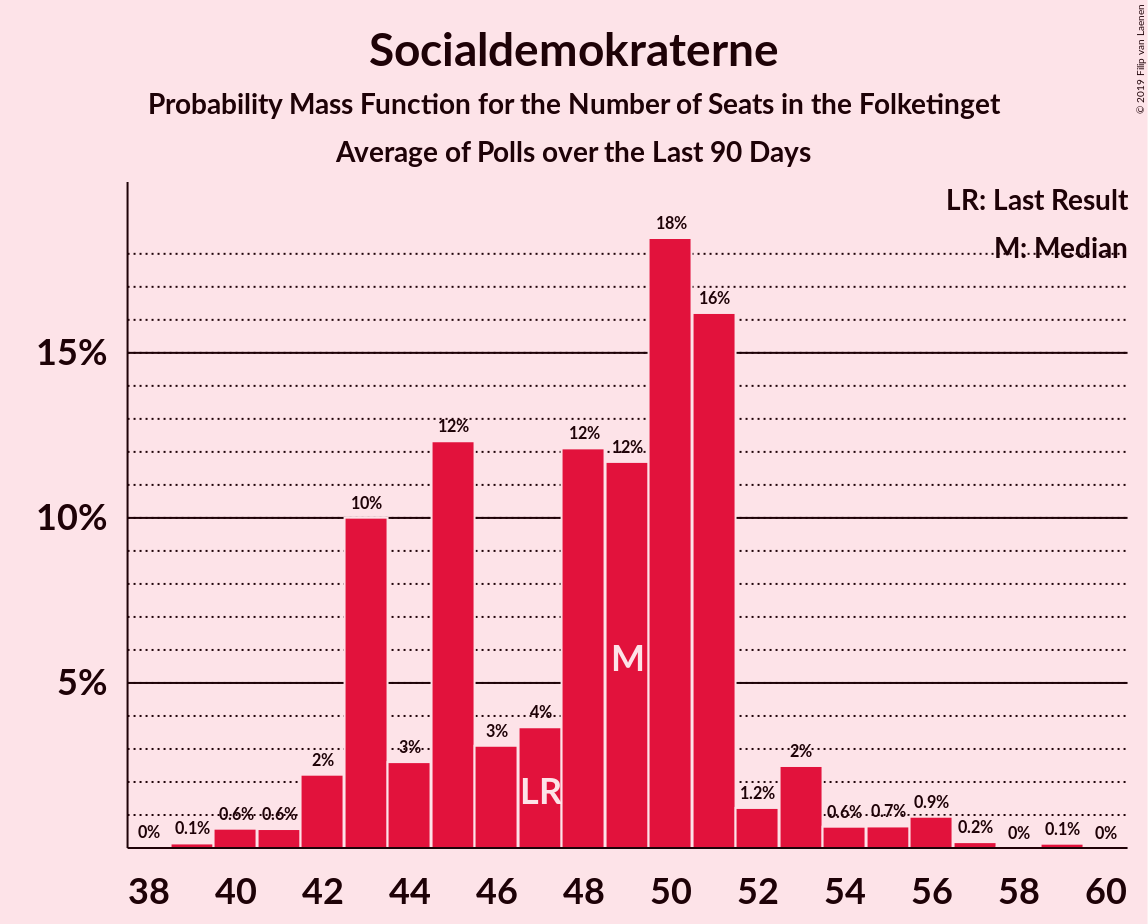 Socialdemokraterne
Probability Mass Function for the Number of Seats in the Folketinget
Average of Polls over the Last 90 Days
© 2019 Filip van Laenen
LR: Last Result
M: Median
15%
10%
5%
0%
0.1%
0.6%
0.6%
2%
10%
3%
12%
3%
4%
12%
12%
18%
16%
1.2%
2%
0.6%
0.7%
0.9%
0.2%
0%
0.1%
0%
LR
M
38 40 42 44 46 48 50 52 54 56 58 60